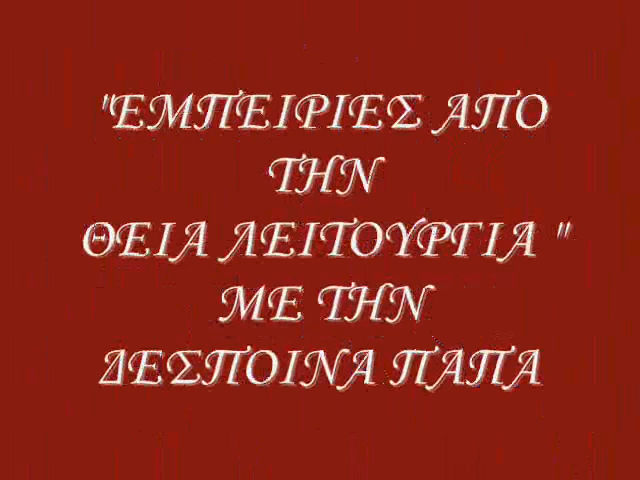 "ΕΜΠΕΙΡΙΕΣ ΑΠΟ
ΤΗΝ
ΘΕΙΑ ΛΕΙΤΟΥΡΓΙΑ "
ΜΕ ΤΗΝ
ΔΕΣΠΟΙΝΑ ΠΑΠΑ